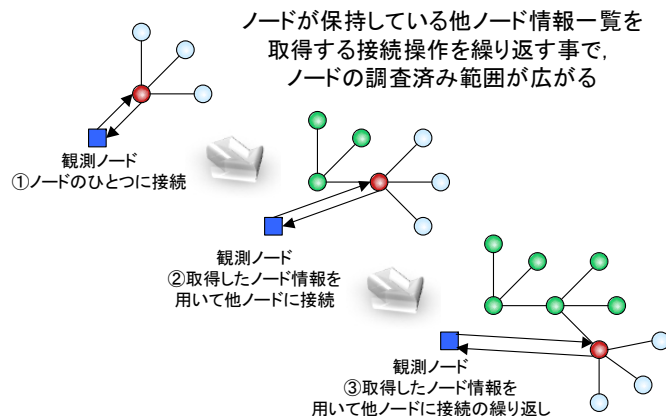 ノードが保持している他ノード情報一覧を
取得する接続操作を繰り返す事で,
ノードの調査済み範囲が広がる
観測ノード
①ノードのひとつに接続
観測ノード
②取得したノード情報を
用いて他ノードに接続
観測ノード
③取得したノード情報を
用いて他ノードに接続の繰り返し